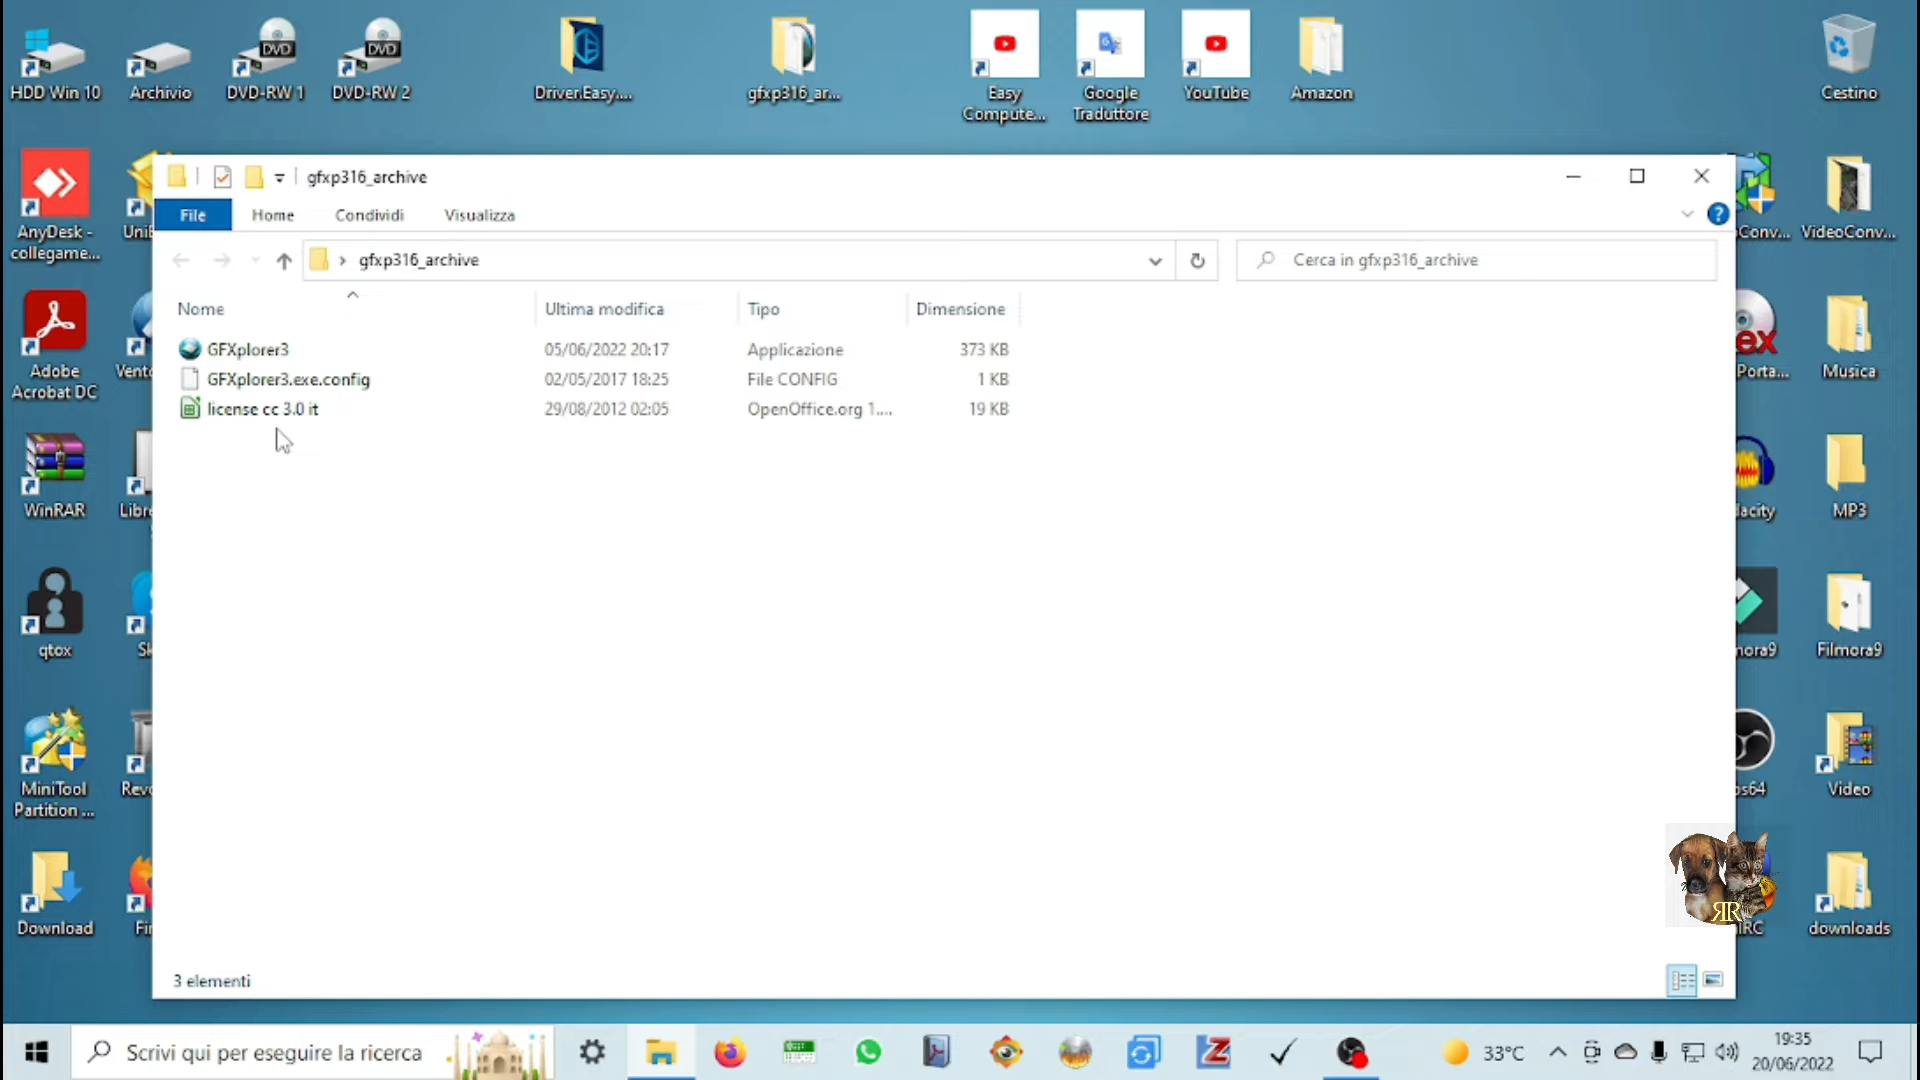 HDD Win 10
Archivio
DVD-RW 1
DVD-RW 2
Driver.Easy....
gfxp316_ar...
Easy
Compute...
Google
Traduttore
YouTube
Amazon
Cestino
AnyDesk -
collegame...
Adobe
Acrobat DC
WinRAR
qtox
MiniTool
Partition ...
Download
gfxp316_archive
File
Home
Condividi
Visualizza
gfxp316_archive
Cerca in gfxp316_archive
Nome
Ultima modifica
Tipo
Dimensione
GFXplorer3
05/06/2022 20:17
Applicazione
373 KB
GFXplorer3.exe.config
02/05/2017 18:25
File CONFIG
1 KB
license cc 3.0 it
29/08/2012 02:05
OpenOffice.org 1....
19 KB
3 elementi
VideoConv...
Musica
MP3
Filmora9
Video
downloads
RR
Scrivi qui per eseguire la ricerca
33°C
19:35
20/06/2022